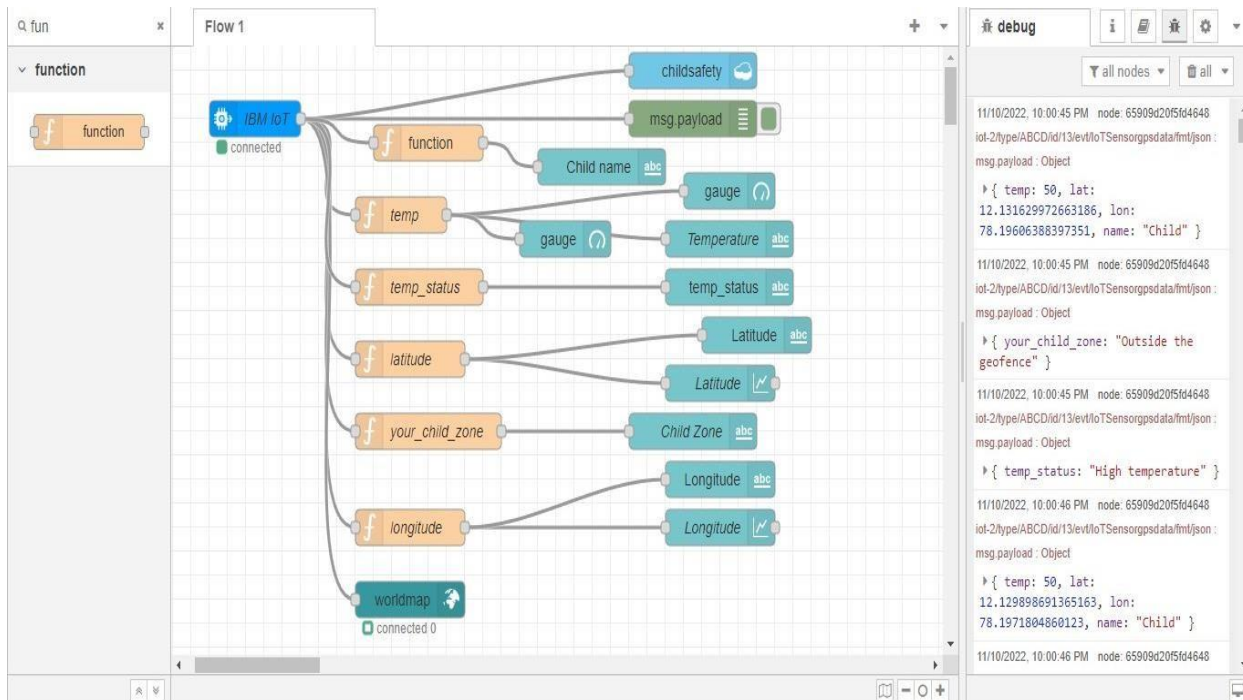 fun
x
function
function
Flow 1
IBM IoT
connected
childsafety
msg.payload
function
Child name abc
temp
gauge
gauge
Temperature abc
temp_status
temp_status abc
latitude
Latitude abc
Latitude
your_child_zone
Child Zone abc
longitude
Longitude abc
Longitude
worldmap
connected 0
debug
i
all nodes
all
11/10/2022, 10:00:45 PM node: 65909d20f5fd4648
iot-2/type/ABCD/id/13/evt/IoTSensorgpsdata/fmt/json :
msg.payload : Object
{ temp: 50, lat:
12.131629972663186, lon:
78.19606388397351, name: "Child" }
11/10/2022, 10:00:45 PM node: 65909d20f5fd4648
iot-2/type/ABCD/id/13/evt/IoTSensorgpsdata/fmt/json :
msg.payload : Object
{ your_child_zone: "Outside the
geofence" }
11/10/2022, 10:00:45 PM node: 65909d20f5fd4648
iot-2/type/ABCD/id/13/evt/IoTSensorgpsdata/fmt/json :
msg.payload : Object
{ temp_status: "High temperature" }
11/10/2022, 10:00:46 PM node: 65909d20f5fd4648
iot-2/type/ABCD/id/13/evt/IoTSensorgpsdata/fmt/json :
msg.payload : Object
{ temp: 50, lat:
12.129898691365163, lon:
78.1971804860123, name: "Child" }
11/10/2022, 10:00:46 PM node: 65909d20f5fd4648